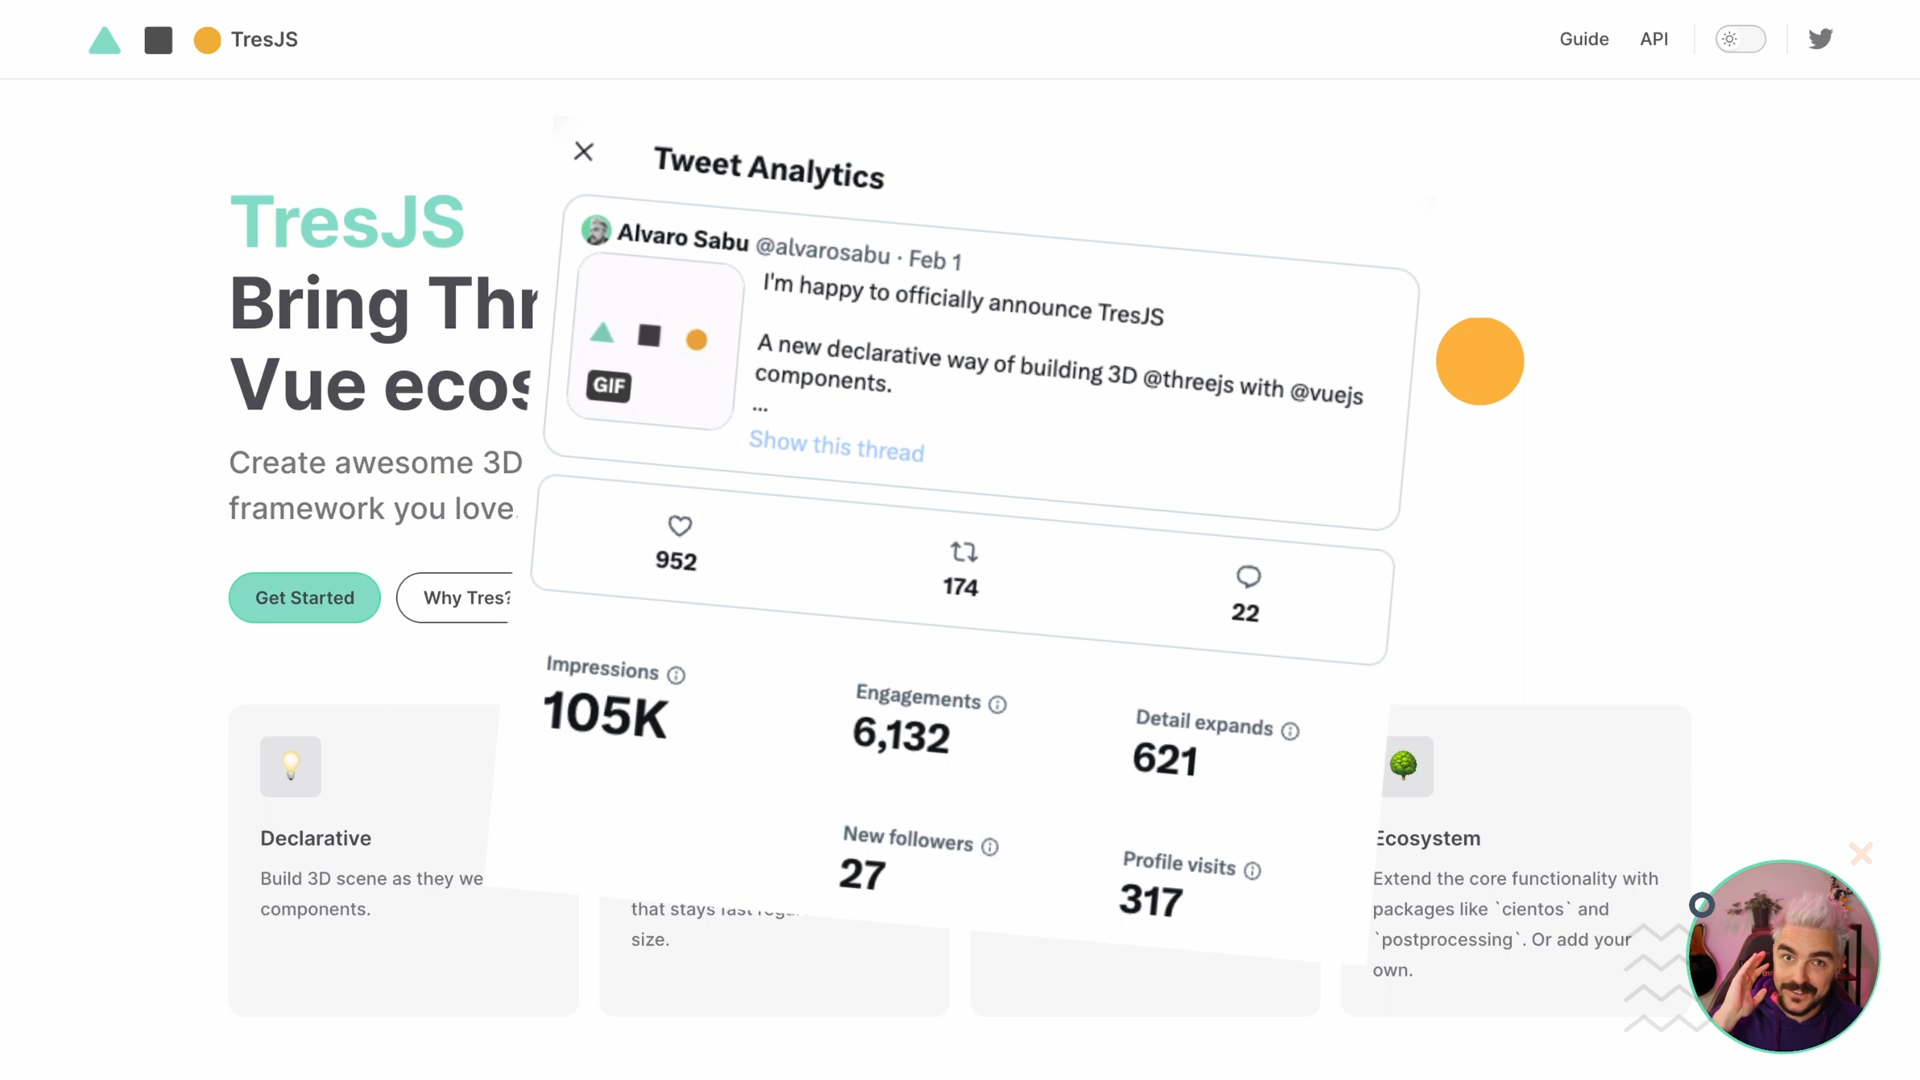 TresJS
Guide
API
Tweet Analytics
Alvaro Sabu @alvarosabu · Feb 1
I'm happy to officially announce TresJS
A new declarative way of building 3D @threejs with @vuejs
components.
...
Show this thread
GIF
952
174
22
Impressions
105K
Engagements
6,132
Detail expands
621
New followers
27
Profile visits
317
TresJS
Bring Thr
Vue ecos
Create awesome 3D
framework you love.
Get Started
Why Tres?
Declarative
Build 3D scene as they we
components.
that stays fast
size.
Ecosystem
Extend the core functionality with
packages like `cientos` and
`postprocessing`. Or add your
own.